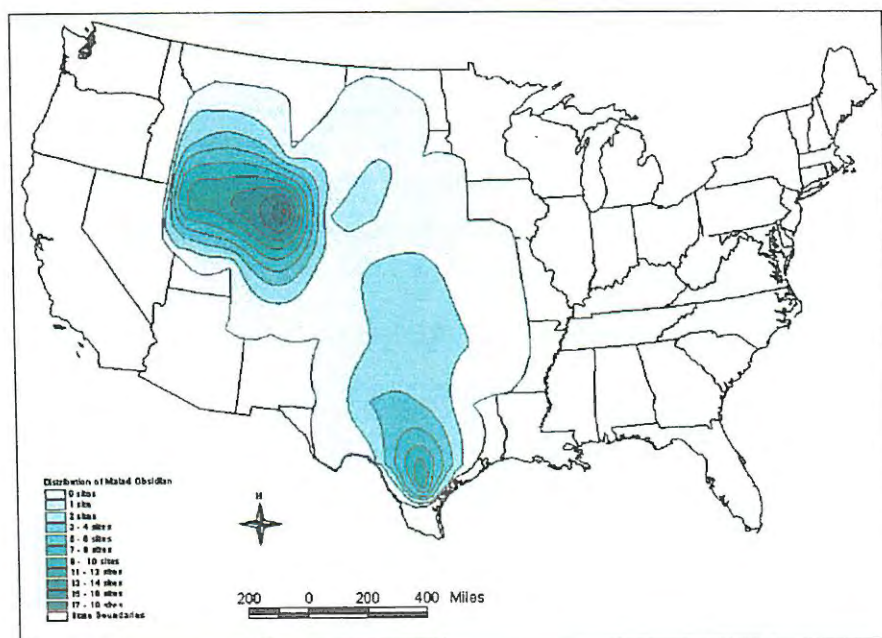 Distribution of Malad Obsidian
0 sites
1 site
2 sites
3 - 4 sites
5 - 6 sites
7 - 8 sites
9 - 10 sites
11 - 12 sites
13 - 14 sites
15 - 16 sites
17 - 18 sites
State Boundaries
N
200 0 200 400 Miles